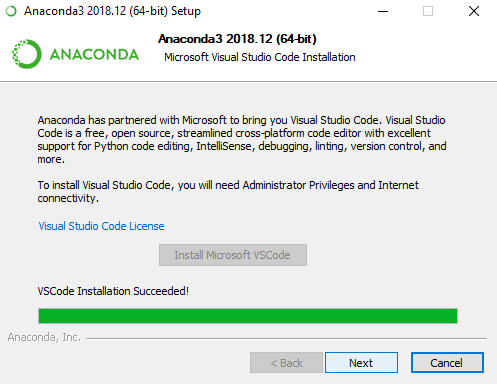 Anaconda3 2018.12 (64-bit) Setup
ANACONDA
Anaconda3 2018.12 (64-bit)
Microsoft Visual Studio Code Installation
Anaconda has partnered with Microsoft to bring you Visual Studio Code. Visual Studio
Code is a free, open source, streamlined cross-platform code editor with excellent
support for Python code editing, IntelliSense, debugging, linting, version control, and
more.
To install Visual Studio Code, you will need Administrator Privileges and Internet
connectivity.
Visual Studio Code License
Install Microsoft VSCode
VSCode Installation Succeeded!
Anaconda, Inc.
< Back
Next
Cancel